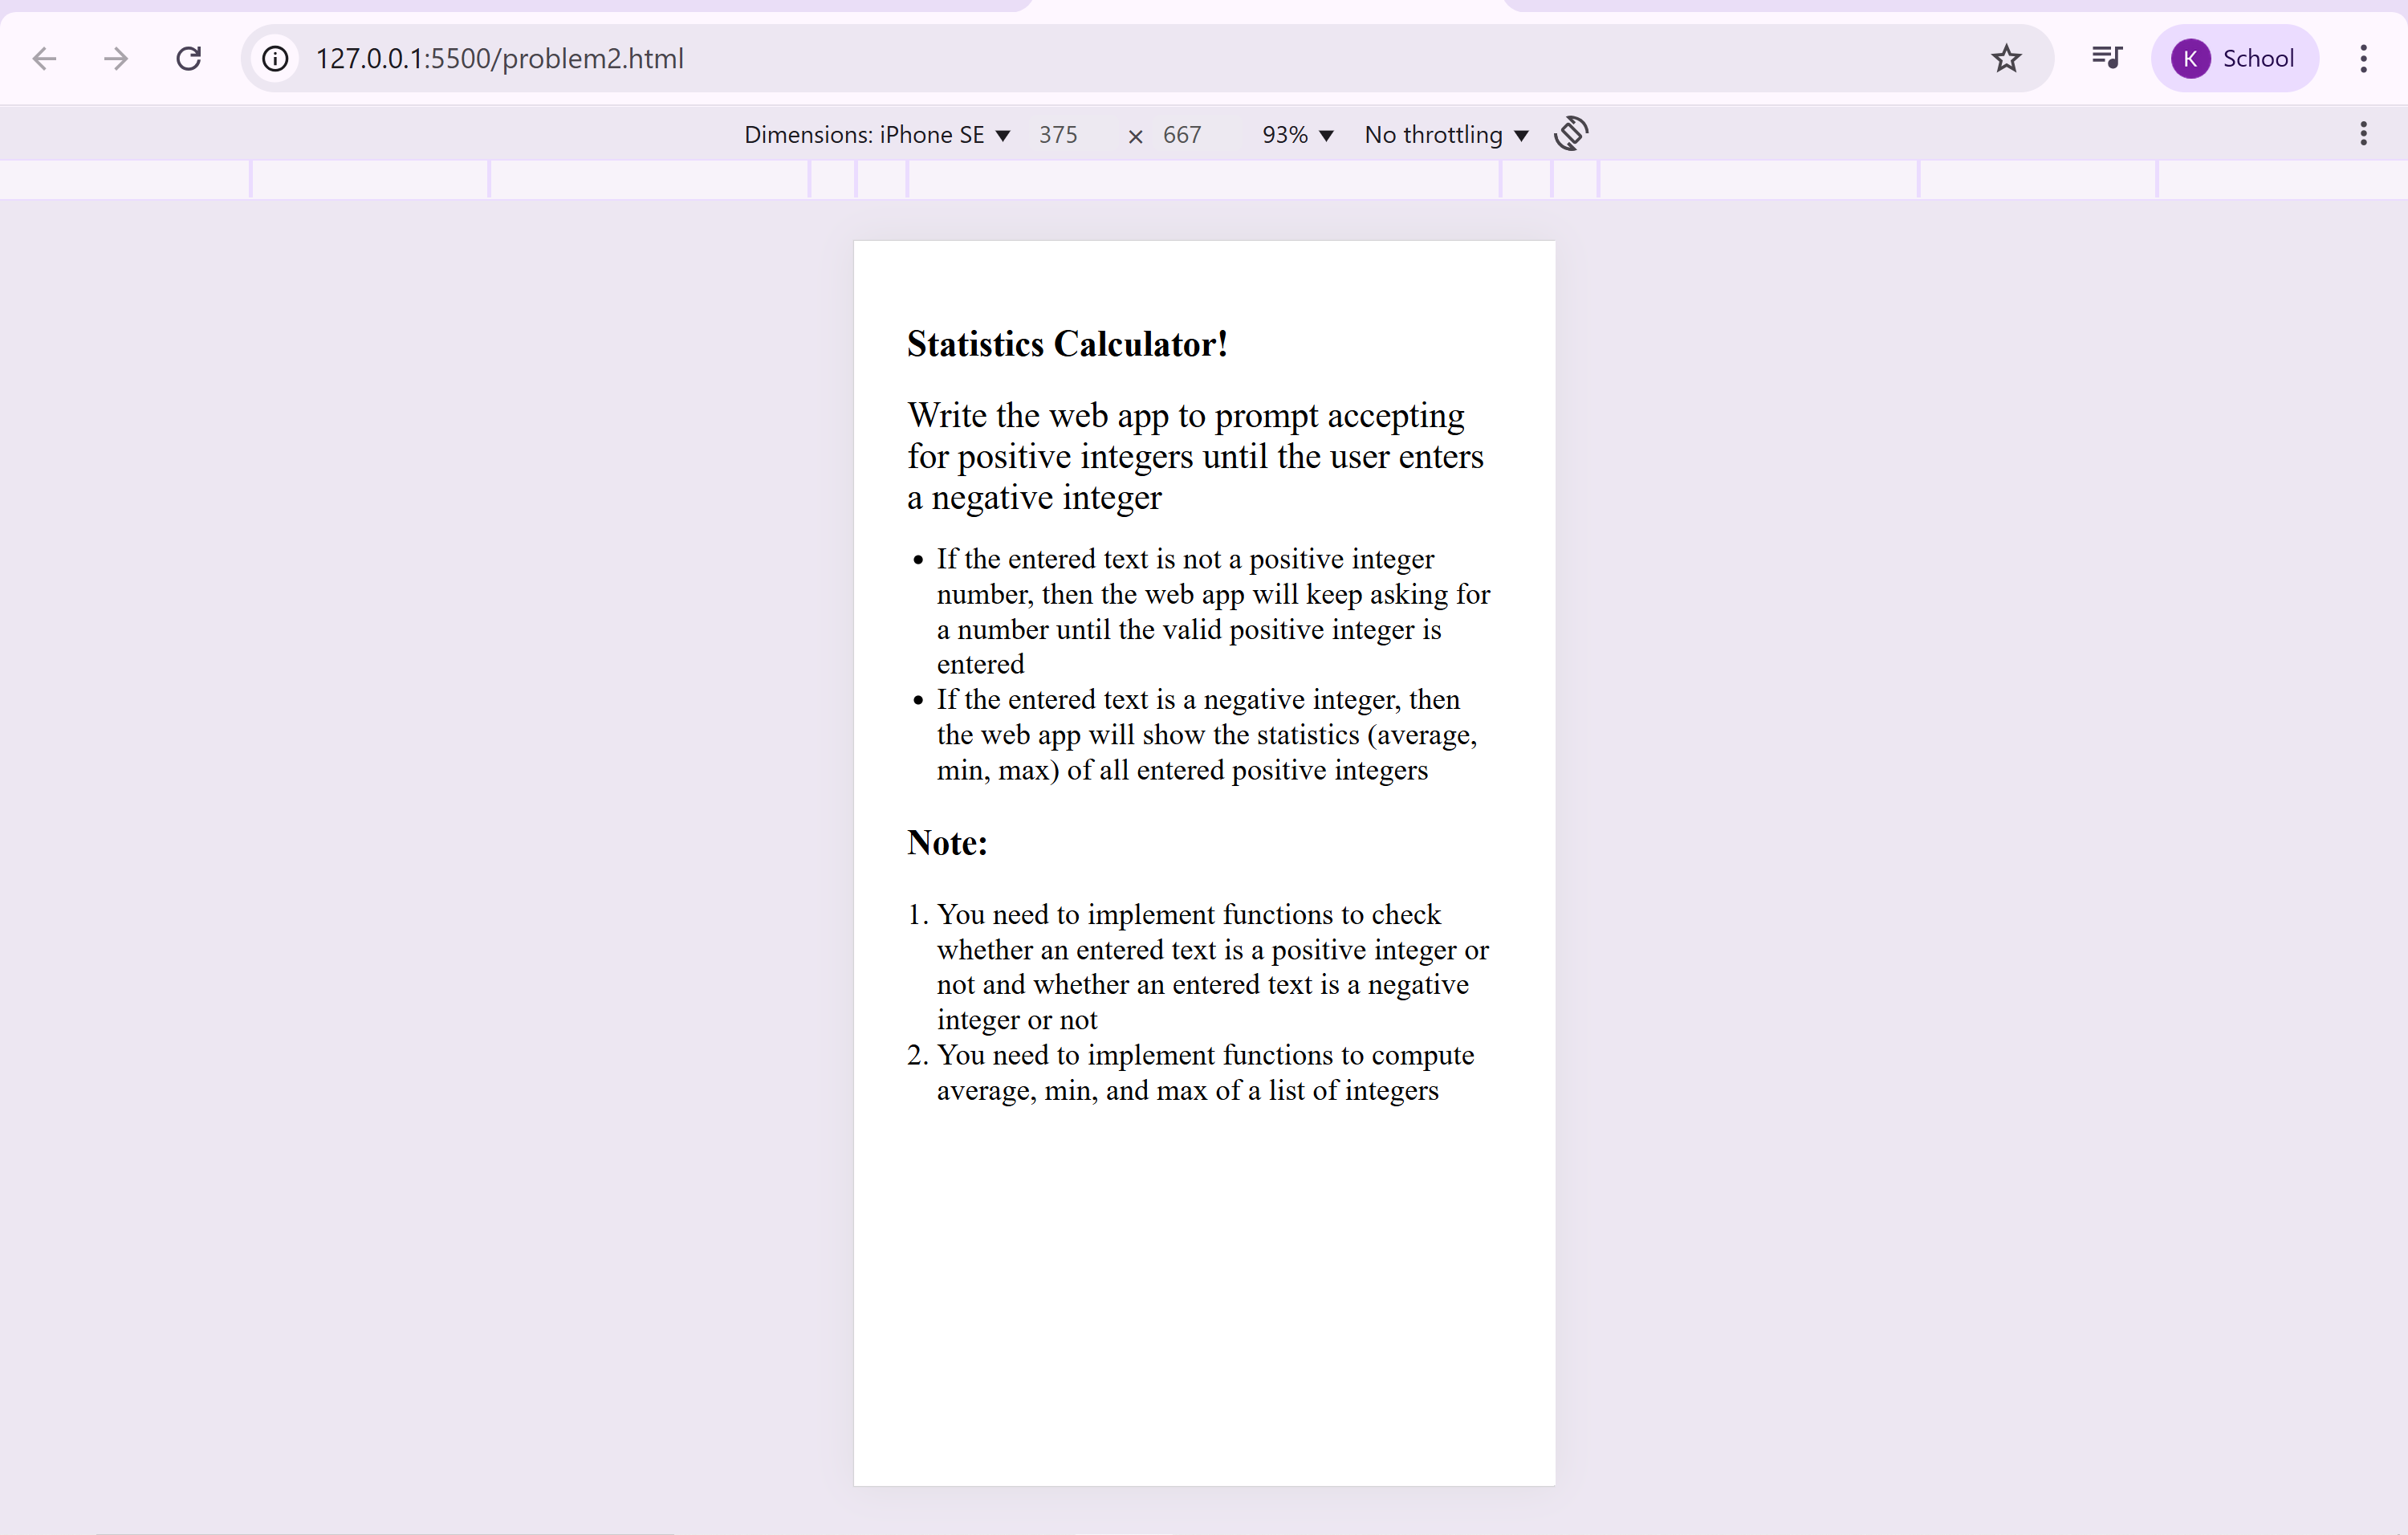 127.0.0.1:5500/problem2.html
K School
Dimensions: iPhone SE 375 × 667 93% No throttling
Statistics Calculator!
Write the web app to prompt accepting
for positive integers until the user enters
a negative integer
• If the entered text is not a positive integer
number, then the web app will keep asking for
a number until the valid positive integer is
entered
• If the entered text is a negative integer, then
the web app will show the statistics (average,
min, max) of all entered positive integers
Note:
1. You need to implement functions to check
whether an entered text is a positive integer or
not and whether an entered text is a negative
integer or not
2. You need to implement functions to compute
average, min, and max of a list of integers